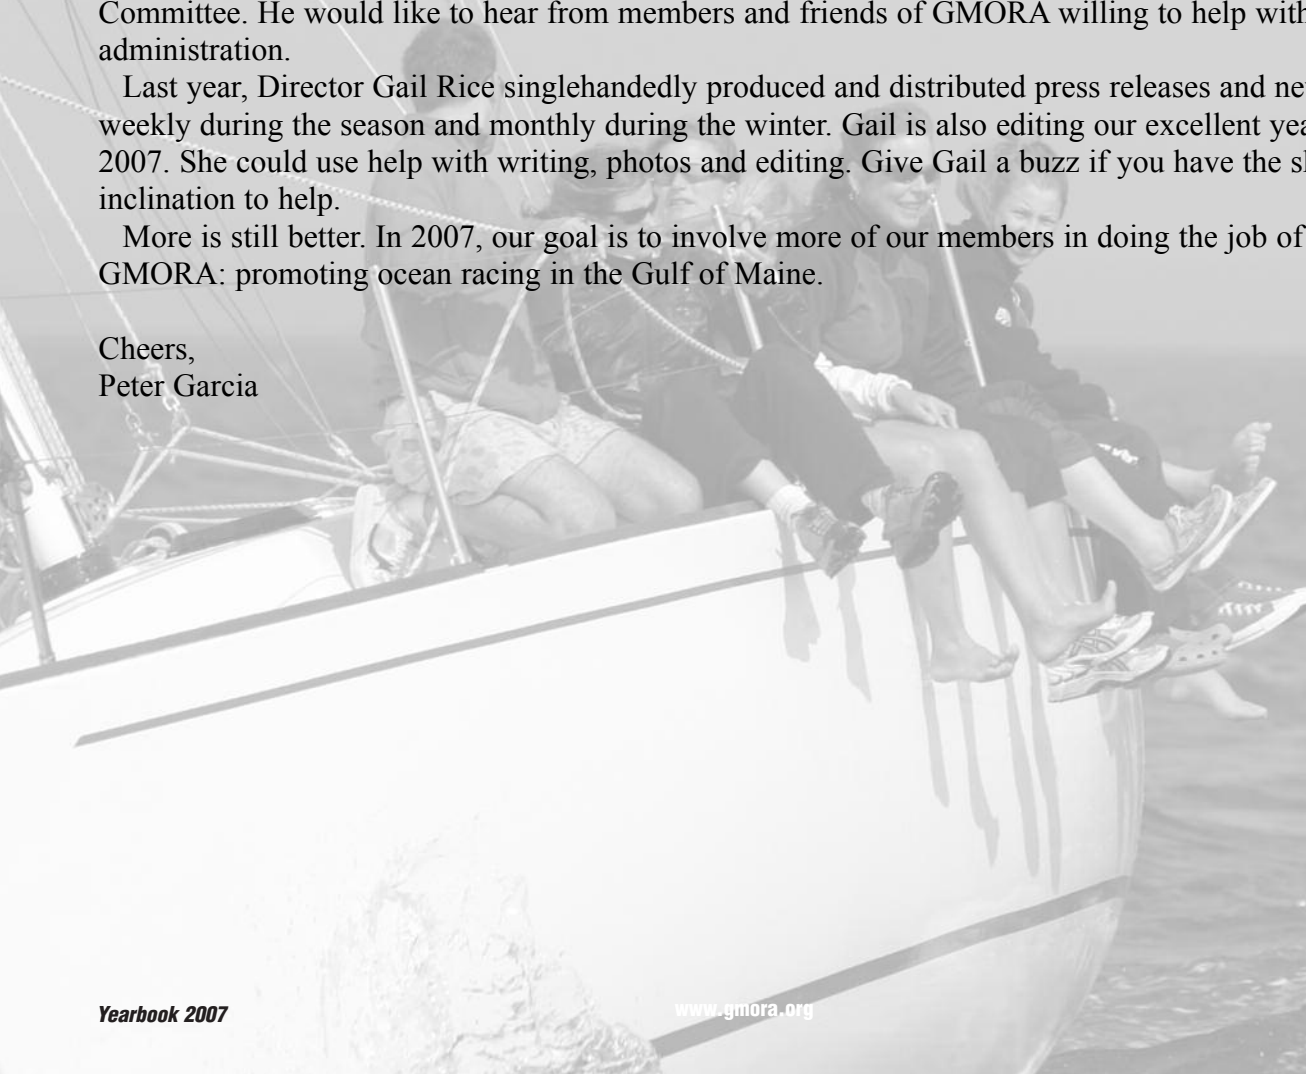 Committee. He would like to hear from members and friends of GMORA willing to help with
administration.
Last year, Director Gail Rice singlehandedly produced and distributed press releases and
weekly during the season and monthly during the winter. Gail is also editing our excellent
2007. She could use help with writing, photos and editing. Give Gail a buzz if you have the
inclination to help.
More is still better. In 2007, our goal is to involve more of our members in doing the job of
GMORA: promoting ocean racing in the Gulf of Maine.
Cheers,
Peter Garcia
Yearbook 2007
www.gmora.org